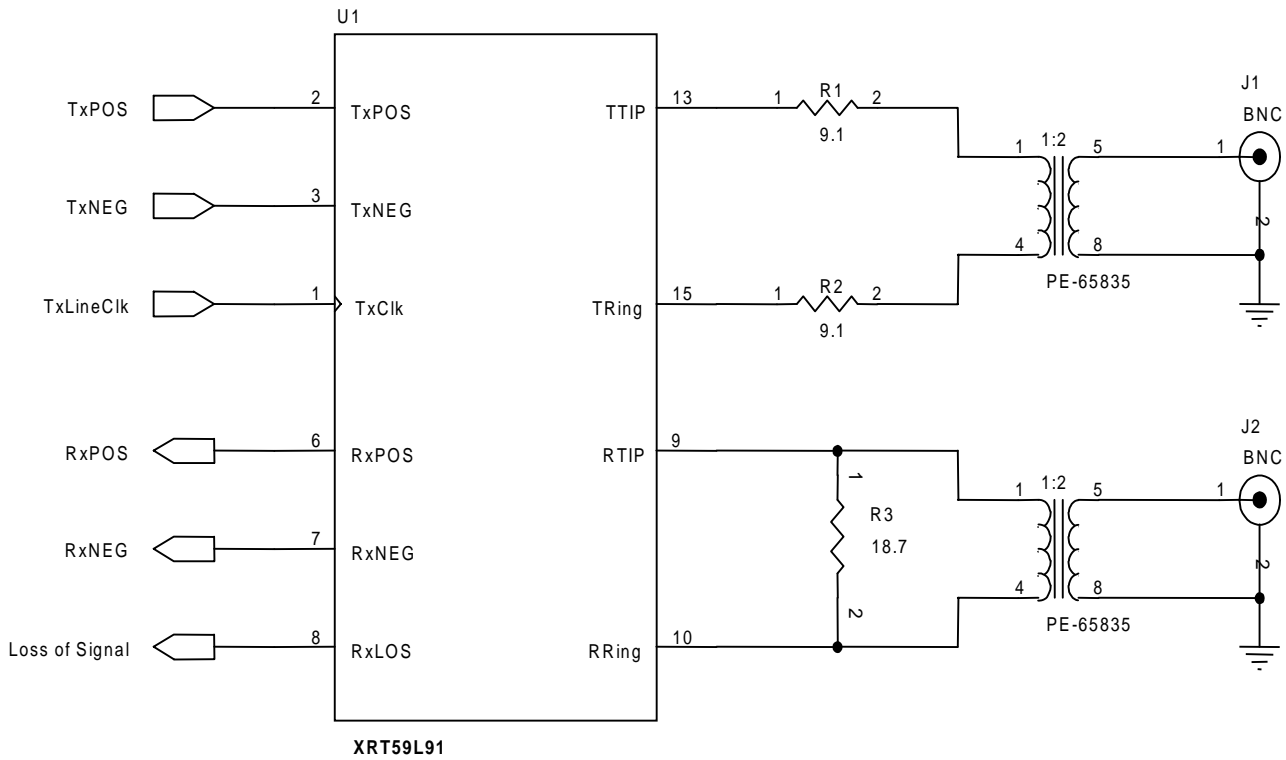 U1
J1
BNC
TxPOS 2 TxPOS TTIP 13 1 R1 2
9.1
1 1:2 5 1
2
TxNEG 3 TxNEG
4 8
PE-65835
TxLineClk 1 TxClk TRing 15 1 R2 2
9.1
J2
BNC
RxPOS 6 RxPOS RTIP 9
1 1 1:2 5 1
R3
18.7
2
RxNEG 7 RxNEG
2 4 8
PE-65835
Loss of Signal 8 RxLOS RRing 10
XRT59L91